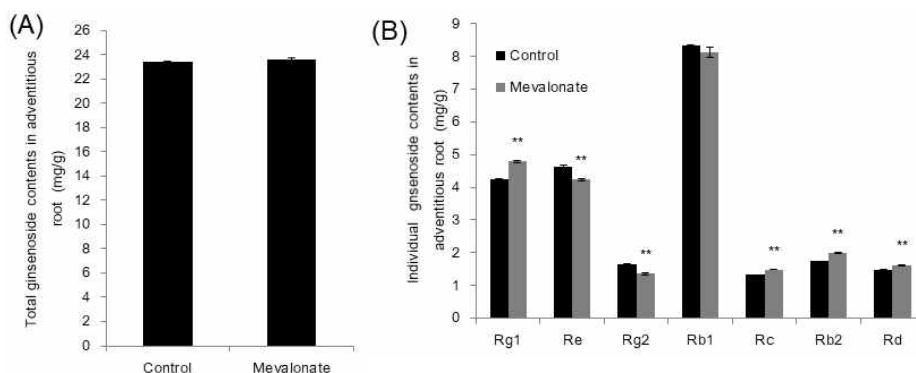 (A)
Total ginsenoside contents in adventitious
root (mg/g)
26
24
22
20
18
16
14
12
10
8
6
4
2
0
Control
Mevalonate
(B)
Individual gnsenoside contents in
adventitious root (mg/g)
9
8
7
6
5
4
3
2
1
0
Control
Mevalonate
**
**
**
**
**
**
Rg1
Re
Rg2
Rb1
Rc
Rb2
Rd